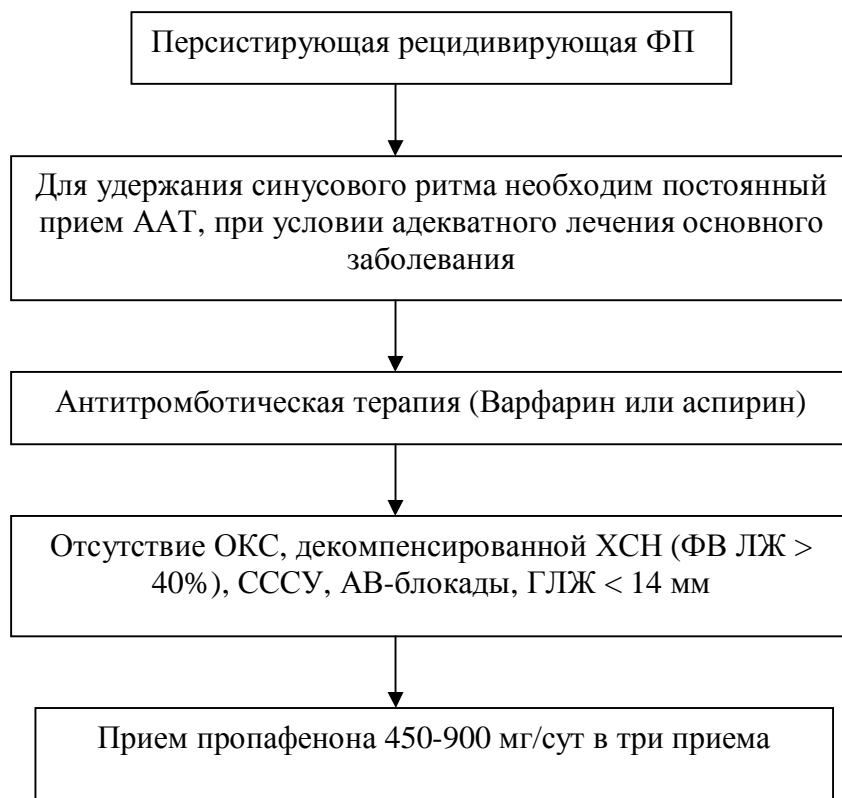 Персистирующая рецидивирующая ФП
Для удержания синусового ритма необходим постоянный
прием ААТ, при условии адекватного лечения основного
заболевания
Антитромботическая терапия (Варфарин или аспирин)
Отсутствие ОКС, декомпенсированной ХСН (ФВ ЛЖ >
40%), СССУ, АВ-блокады, ГЛЖ < 14 мм
Прием пропафенона 450-900 мг/сут в три приема